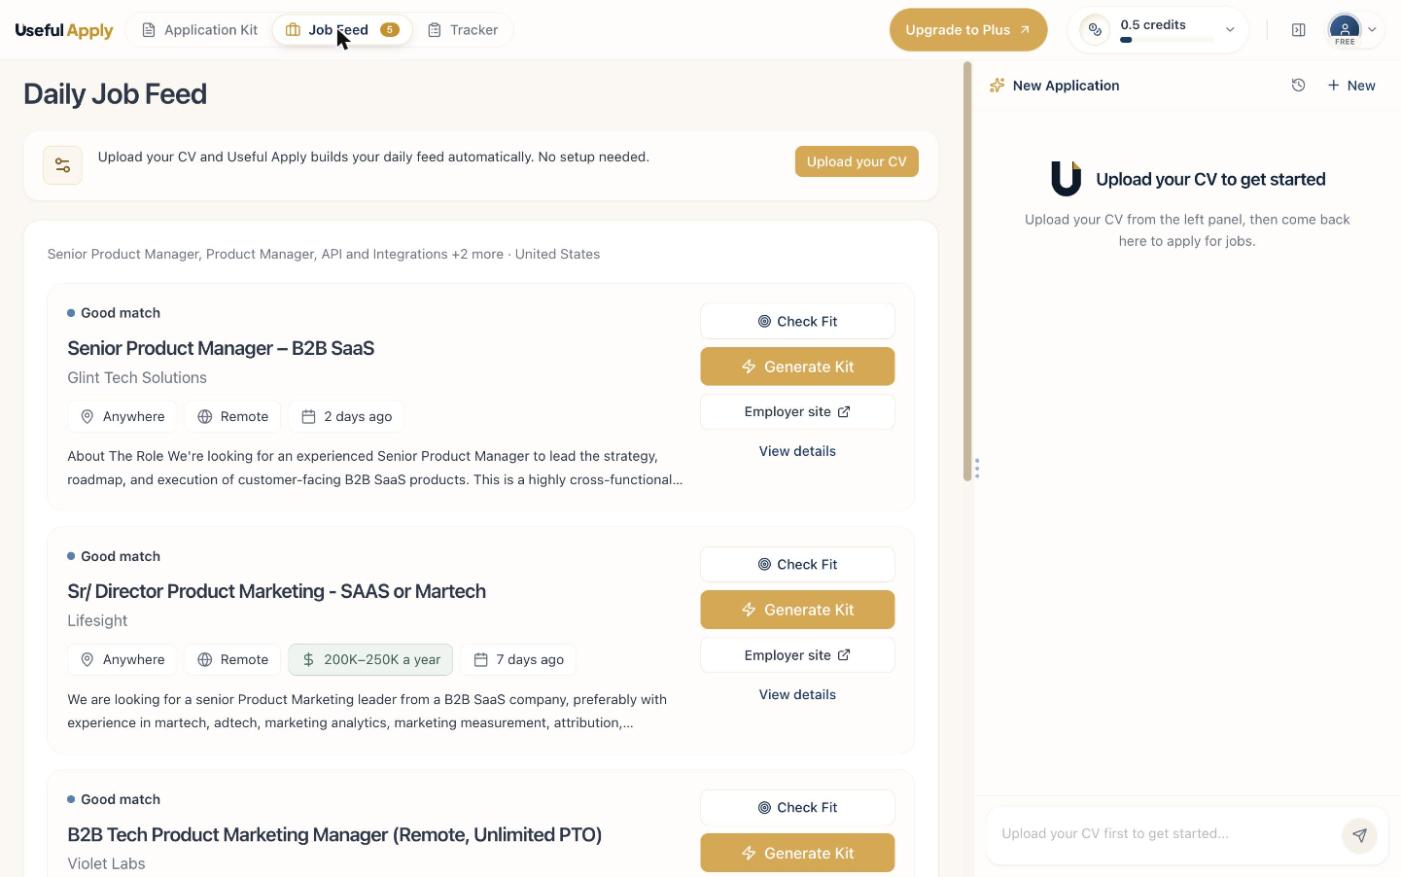 Useful Apply
Application Kit
Job Feed
5
Tracker
Upgrade to Plus
0.5 credits
FREE
Daily Job Feed
Upload your CV and Useful Apply builds your daily feed automatically. No setup needed.
Upload your CV
Senior Product Manager, Product Manager, API and Integrations +2 more · United States
Good match
Senior Product Manager – B2B SaaS
Glint Tech Solutions
Anywhere
Remote
2 days ago
About The Role We're looking for an experienced Senior Product Manager to lead the strategy,
roadmap, and execution of customer-facing B2B SaaS products. This is a highly cross-functional...
Check Fit
Generate Kit
Employer site
View details
Good match
Sr/ Director Product Marketing - SAAS or Martech
Lifesight
Anywhere
Remote
200K–250K a year
7 days ago
We are looking for a senior Product Marketing leader from a B2B SaaS company, preferably with
experience in martech, adtech, marketing analytics, marketing measurement, attribution,...
Check Fit
Generate Kit
Employer site
View details
Good match
B2B Tech Product Marketing Manager (Remote, Unlimited PTO)
Violet Labs
Check Fit
Generate Kit
New Application
New
Upload your CV to get started
Upload your CV from the left panel, then come back
here to apply for jobs.
Upload your CV first to get started...